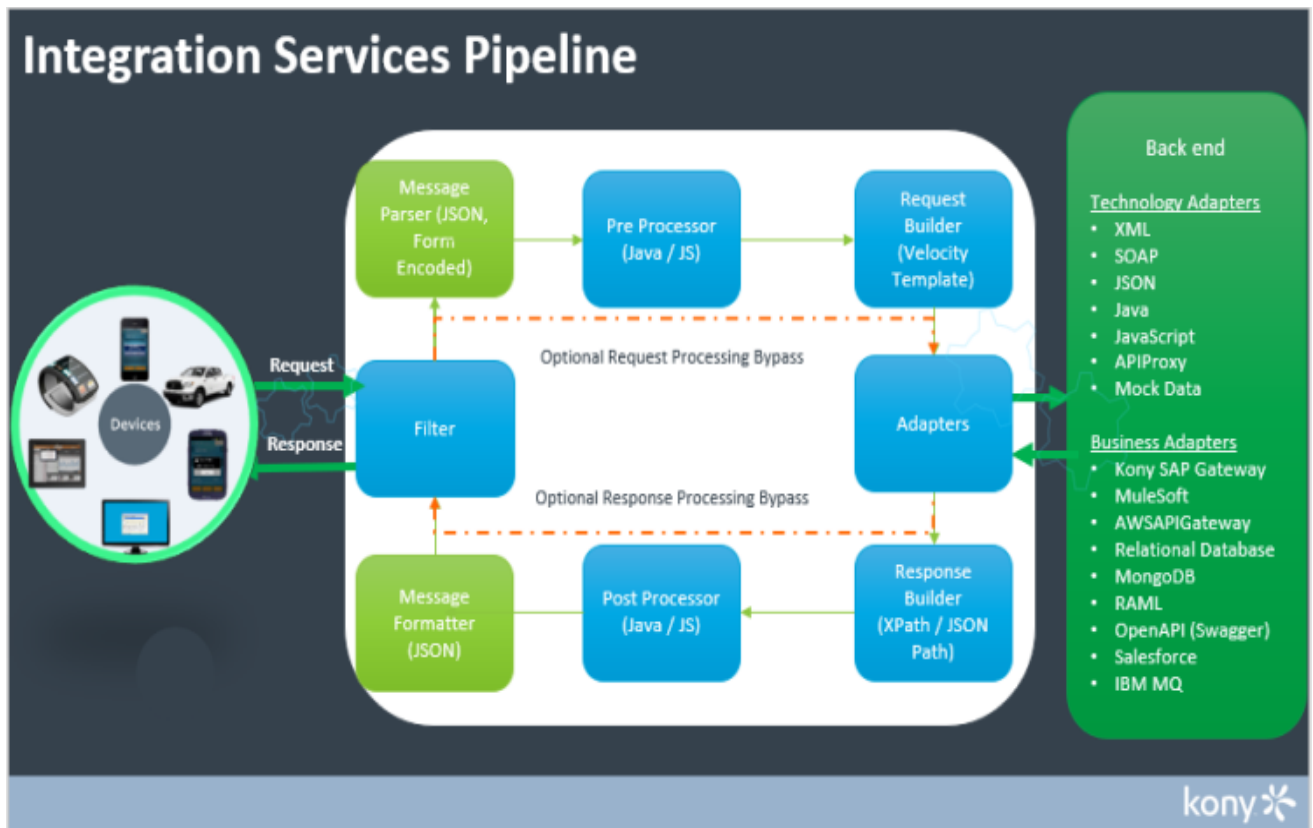 Integration Services Pipeline
Message
Parser (JSON,
Form
Encoded)
Pre Processor
(Java / JS)
Request
Builder
(Velocity
Template)
Optional Request Processing Bypass
Devices
Request
Response
Filter
Adapters
Optional Response Processing Bypass
Message
Formatter
(JSON)
Post Processor
(Java / JS)
Response
Builder
(XPath / JSON
Path)
Back end
Technology Adapters
• XML
• SOAP
• JSON
• Java
• JavaScript
• APIProxy
• Mock Data
Business Adapters
• Kony SAP Gateway
• MuleSoft
• AWSAPIGateway
• Relational Database
• MongoDB
• RAML
• OpenAPI (Swagger)
• Salesforce
• IBM MQ
kony